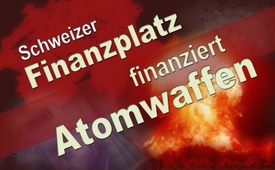 Schweizer
Finanzplatz
finanziert
Atomwaffen